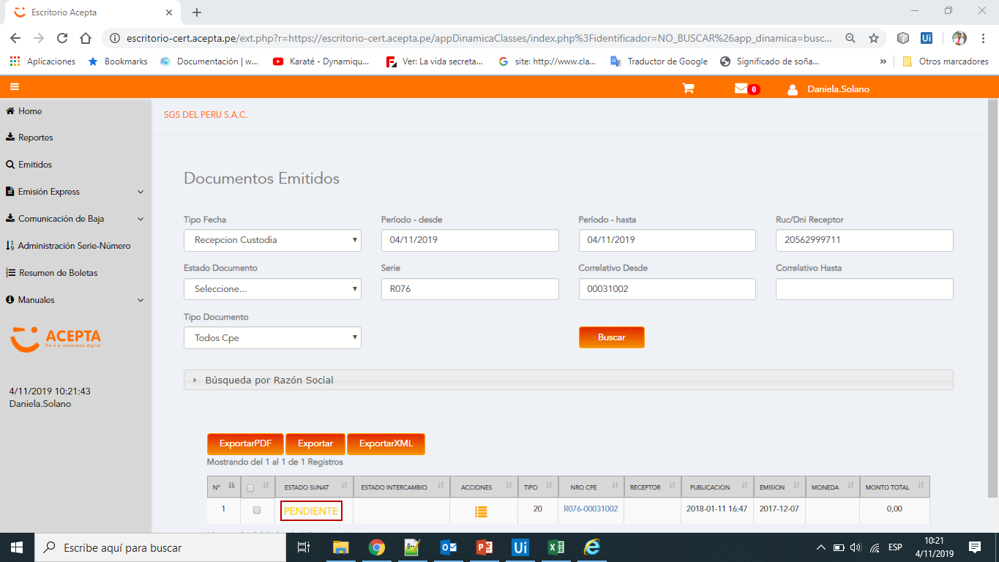 Escritorio Acepta
escritorio-cert.acepta.pe/ext.php?r=https://escritorio-cert.acepta.pe/appDinamicaClasses/index.php%3Fidentificador=NO_BUSCAR%26app_dinamica=busc...
Aplicaciones Bookmarks Documentación | w... Karaté - Dynamiqu... Ver: La vida secreta... site: http://www.cla... Traductor de Google Significado de soña... » Otros marcadores
0 Daniela.Solano
Home
Reportes
Emitidos
Emisión Express
Comunicación de Baja
Administración Serie-Número
Resumen de Boletas
Manuales
ACEPTA
Perú a velocidad digital
4/11/2019 10:21:43
Daniela.Solano
SGS DEL PERU S.A.C.
Documentos Emitidos
Tipo Fecha Período - desde Período - hasta Ruc/Dni Receptor
Recepcion Custodia 04/11/2019 04/11/2019 20562999711
Estado Documento Serie Correlativo Desde Correlativo Hasta
Seleccione... R076 00031002
Tipo Documento
Todos Cpe Buscar
Búsqueda por Razón Social
ExportarPDF Exportar ExportarXML
Mostrando del 1 al 1 de 1 Registros
N° ESTADO SUNAT ESTADO INTERCAMBIO ACCIONES TIPO NRO CPE RECEPTOR PUBLICACION EMISION MONEDA MONTO TOTAL
1 PENDIENTE 20 R076-00031002 2018-01-11 16:47 2017-12-07 0,00
Escribe aquí para buscar
ESP
10:21
4/11/2019